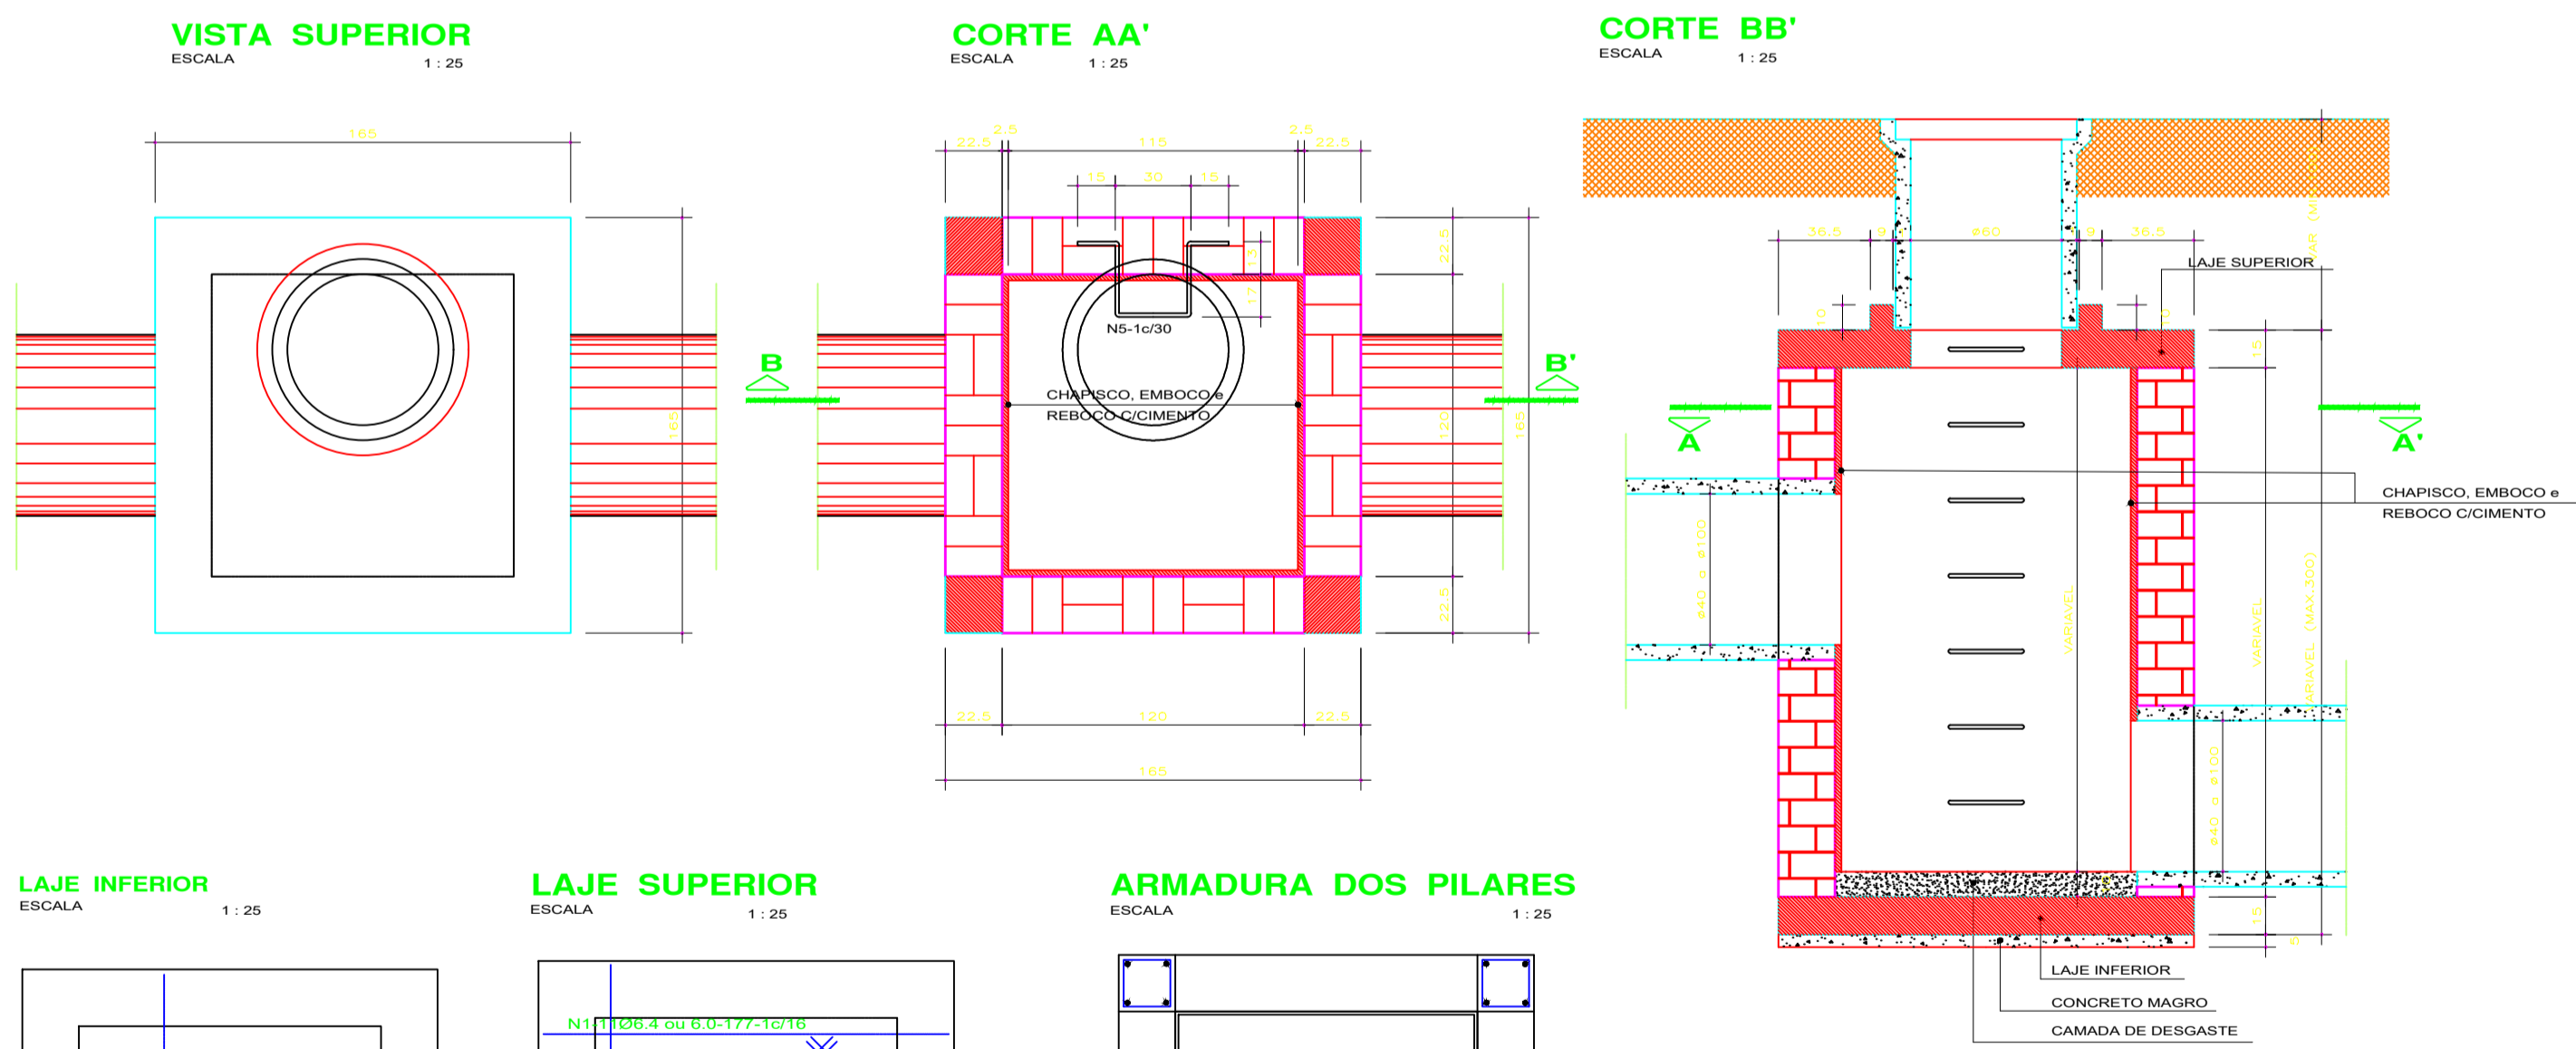 VISTA SUPERIOR
ESCALA 1 : 25
165
165
CORTE AA'
ESCALA 1 : 25
2.5 2.5
22.5 115 22.5
15 30 15
13
17
N5-1c/30
CHAPISCO, EMBOCO e
REBOCO C/CIMENTO
B B'
22.5
120
22.5
165
22.5 120 22.5
165
CORTE BB'
ESCALA 1 : 25
36.5 9 ø60 9 36.5
LAJE SUPERIOR
10 10
15
A A'
CHAPISCO, EMBOCO e
REBOCO C/CIMENTO
ø40 a ø100
VARIAVEL
VARIAVEL
VARIAVEL (MAX.300)
ø40 a ø100
15
5
LAJE INFERIOR
CONCRETO MAGRO
CAMADA DE DESGASTE
LAJE INFERIOR
ESCALA 1 : 25
LAJE SUPERIOR
ESCALA 1 : 25
N1-11Ø6.4 ou 6.0-177-1c/16
ARMADURA DOS PILARES
ESCALA 1 : 25